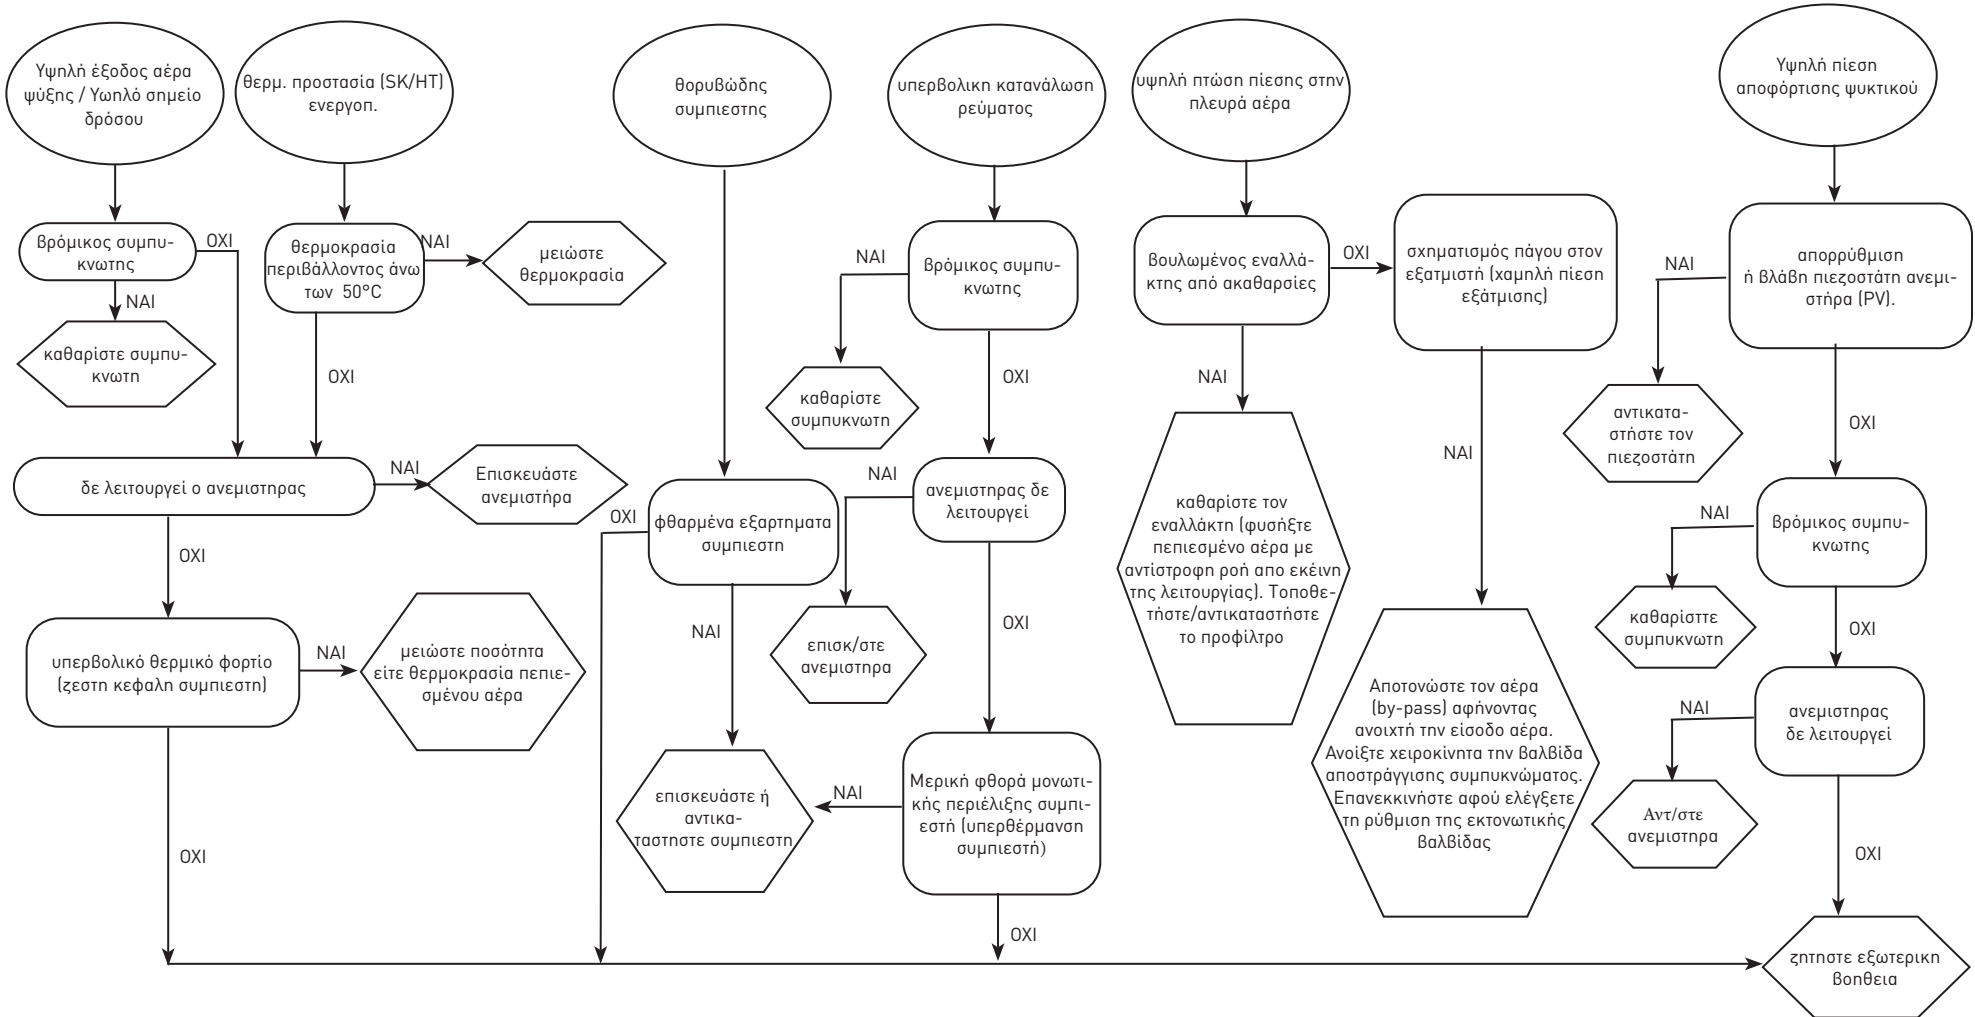 Υψηλή έξοδος αέρα
ψύξης / Υωηλό σημείο
δρόσου
βρόμικος συμπυ-
κνωτης
ΟΧΙ
ΝΑΙ
καθαρίστε συμπυ-
κνωτη
θερμ. προστασία (SK/HT)
ενεργοπ.
θερμοκρασία
περιβάλλοντος άνω
των 50°C
ΝΑΙ
μειώστε
θερμοκρασία
ΟΧΙ
δε λειτουργεί ο ανεμιστηρας
ΝΑΙ
Επισκευάστε
ανεμιστήρα
ΟΧΙ
υπερβολικό θερμικό φορτίο
(ζεστη κεφαλη συμπιεστη)
ΝΑΙ
μειώστε ποσότητα
είτε θερμοκρασία πεπιε-
σμένου αέρα
ΟΧΙ
θορυβώδης
συμπιεστης
φθαρμένα εξαρτηματα
συμπιεστη
ΟΧΙ
ΝΑΙ
επισκευάστε ή
αντικα-
ταστηστε συμπιεστη
υπερβολικη κατανάλωση
ρεύματος
βρόμικος συμπυ-
κνωτης
ΝΑΙ
καθαρίστε
συμπυκνωτη
ΟΧΙ
ανεμιστηρας δε
λειτουργεί
ΝΑΙ
επισκ/στε
ανεμιστηρα
ΟΧΙ
Μερική φθορά μονωτι-
κής περιέλιξης συμπι-
εστή (υπερθέρμανση
συμπιεστή)
ΝΑΙ
ΟΧΙ
υψηλή πτώση πίεσης στην
πλευρά αέρα
βουλωμένος εναλλά-
κτης από ακαθαρσίες
ΟΧΙ
ΝΑΙ
καθαρίστε τον
εναλλάκτη (φυσήξτε
πεπιεσμένο αέρα με
αντίστροφη ροή απο εκείνη
της λειτουργίας). Τοποθε-
τήστε/αντικαταστήστε
το προφίλτρο
σχηματισμός πάγου στον
εξατμιστή (χαμηλή πίεση
εξάτμισης)
ΝΑΙ
Αποτονώστε τον αέρα
(by-pass) αφήνοντας
ανοιχτή την είσοδο αέρα.
Ανοίξτε χειροκίνητα την βαλβίδα
αποστράγγισης συμπυκνώματος.
Επανεκκινήστε αφού ελέγξετε
τη ρύθμιση της εκτονωτικής
βαλβίδας
Υψηλή πίεση
αποφόρτισης ψυκτικού
απορρύθμιση
ή βλάβη πιεζοστάτη ανεμι-
στήρα (PV).
ΝΑΙ
αντικατα-
στήστε τον
πιεζοστάτη
ΟΧΙ
βρόμικος συμπυ-
κνωτης
ΝΑΙ
καθαρίσττε
συμπυκνωτη
ΟΧΙ
ανεμιστηρας
δε λειτουργεί
ΝΑΙ
Αντ/στε
ανεμιστηρα
ΟΧΙ
ζητηστε εξωτερικη
βοηθεια